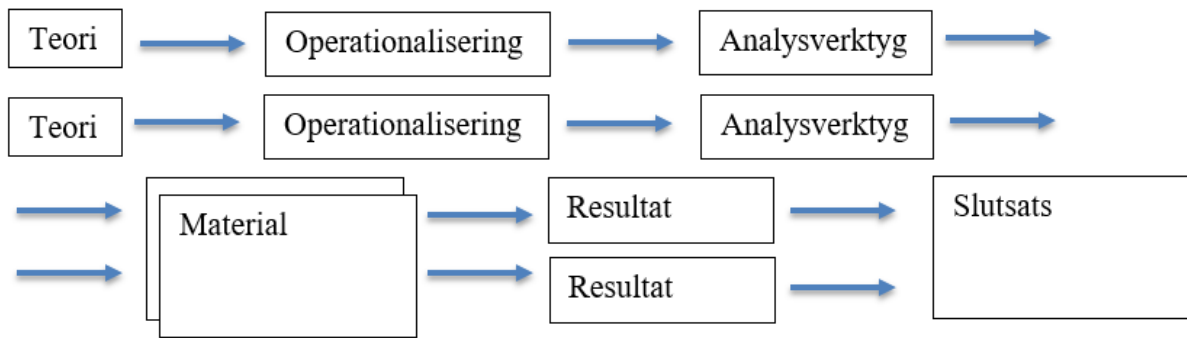 Teori Operationalisering Analysverktyg
Teori Operationalisering Analysverktyg
Material Resultat Slutsats
Resultat